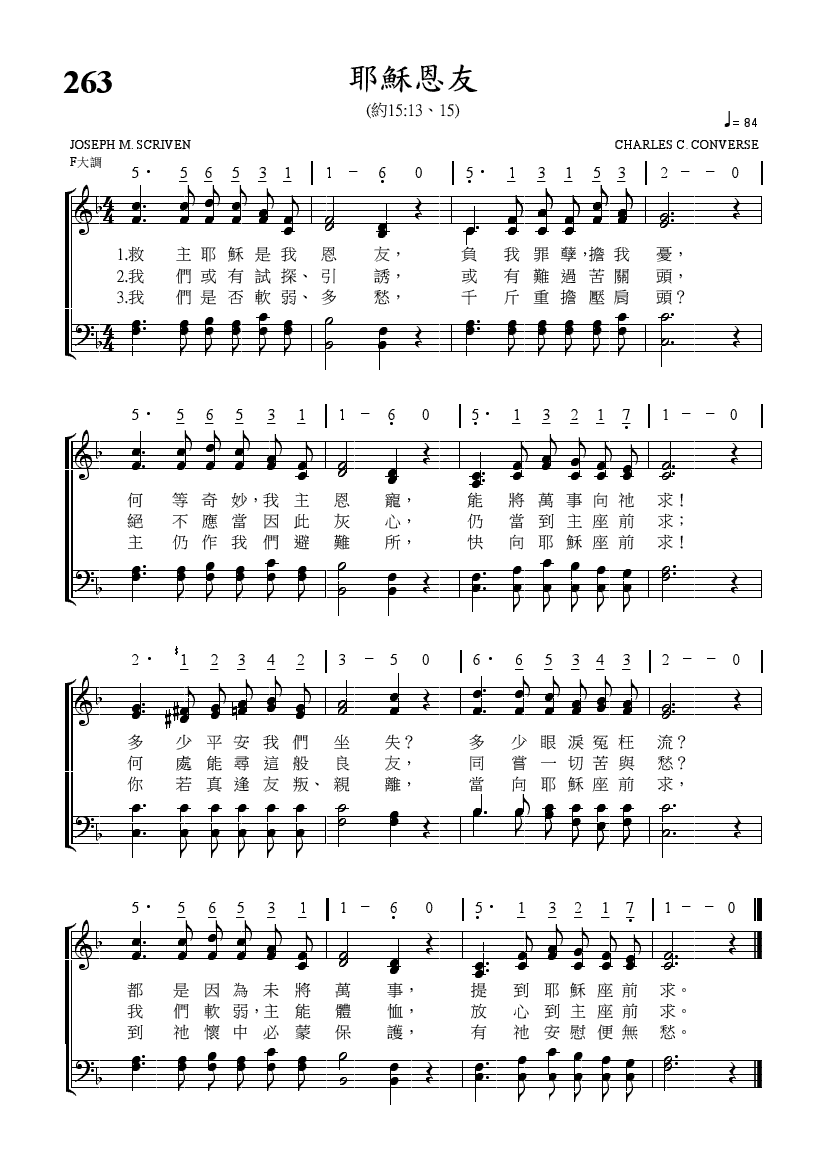 263
耶穌恩友
(約15:13、15)
♩= 84
JOSEPH M. SCRIVEN
CHARLES C. CONVERSE
F大調
5· 5 6 5 3 1 | 1 – 6 0 | 5· 1 3 1 5 3 | 2 – – 0 |
1.救主耶穌是我恩友，負我罪孽，擔我憂，
2.我們或有試探、引誘，或有難過苦關頭，
3.我們是否軟弱、多愁，千斤重擔壓肩頭？
5· 5 6 5 3 1 | 1 – 6 0 | 5· 1 3 2 1 7 | 1 – – 0 |
何等奇妙，我主恩寵，能將萬事向祂求！
絕不應當因此灰心，仍當到主座前求；
主仍作我們避難所，快向耶穌座前求！
2· ♯1 2 3 4 2 | 3 – 5 0 | 6· 6 5 3 4 3 | 2 – – 0 |
多少平安我們坐失？多少眼淚冤枉流？
何處能尋這般良友，同嘗一切苦與愁？
你若真逢友叛、親離，當向耶穌座前求，
5· 5 6 5 3 1 | 1 – 6 0 | 5· 1 3 2 1 7 | 1 – – 0
都是因為未將萬事，提到耶穌座前求。
我們軟弱，主能體恤，放心到主座前求。
到祂懷中必蒙保護，有祂安慰便無愁。